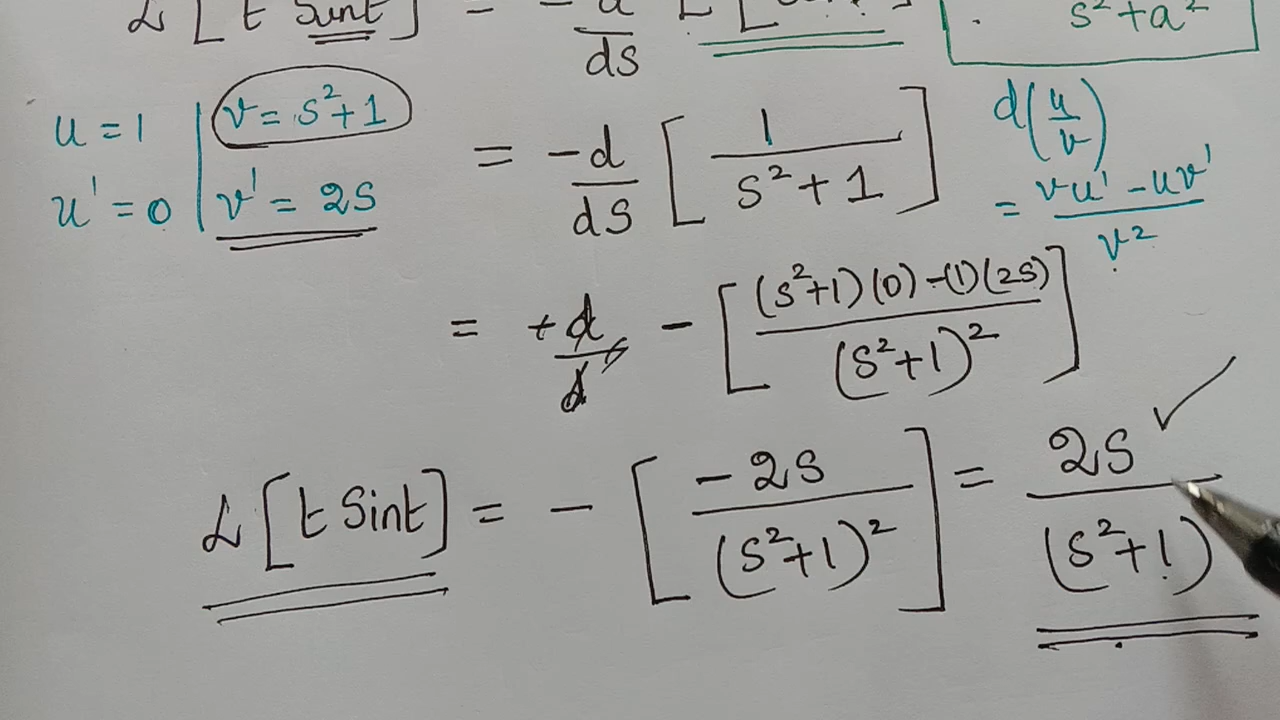 L [ t Sint ] = - d/ds L [
s²+a²
u = 1 | v = s²+1
u' = 0 | v' = 2s
= -d/ds [ 1/(s²+1) ]
d(u/v)
= (vu' - uv')/v²
= + d/d - [ ((s²+1)(0) - (1)(2s))/(s²+1)² ]
L [ t Sint ] = - [ -2s/(s²+1)² ] = 2s/(s²+1) ✓